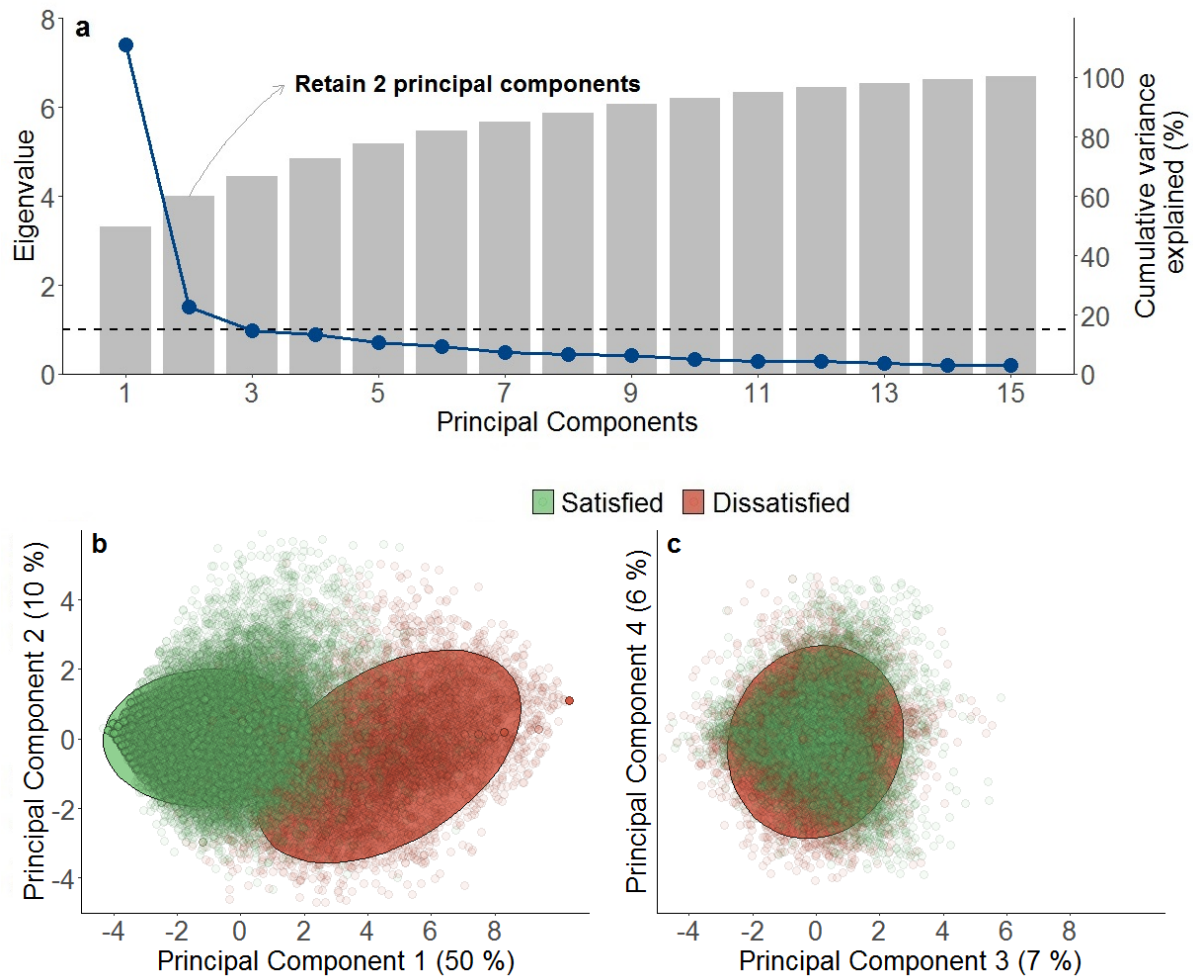 a
Retain 2 principal components
Eigenvalue
8
6
4
2
0
100
80
60
40
20
0
Cumulative variance
explained (%)
1 3 5 7 9 11 13 15
Principal Components
Satisfied Dissatisfied
b
Principal Component 2 (10 %)
4
2
0
-2
-4
-4 -2 0 2 4 6 8
Principal Component 1 (50 %)
c
Principal Component 4 (6 %)
-4 -2 0 2 4 6 8
Principal Component 3 (7 %)